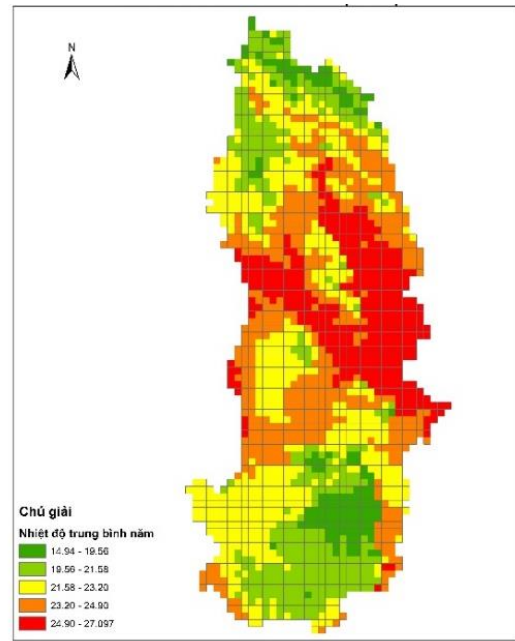 N
Chú giải
Nhiệt độ trung bình năm
14.94 - 19.56
19.56 - 21.58
21.58 - 23.20
23.20 - 24.90
24.90 - 27.097